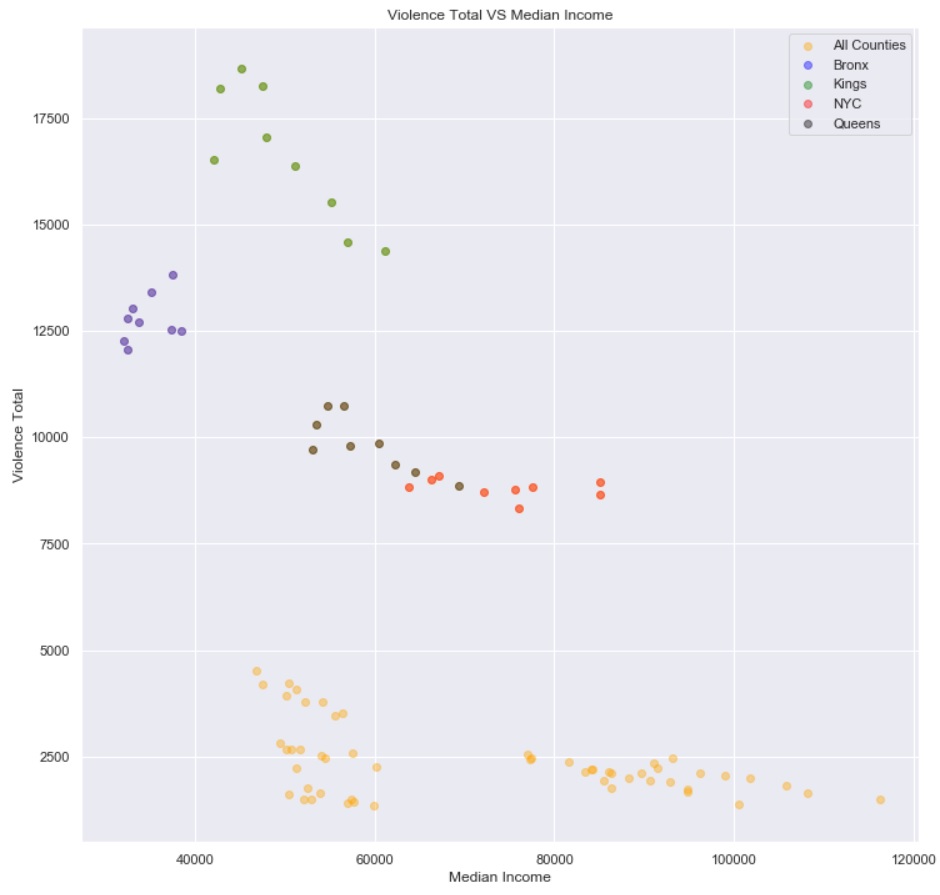 Violence Total VS Median Income
All Counties
Bronx
Kings
NYC
Queens
17500
15000
12500
10000
7500
5000
2500
Violence Total
40000
60000
80000
100000
120000
Median Income